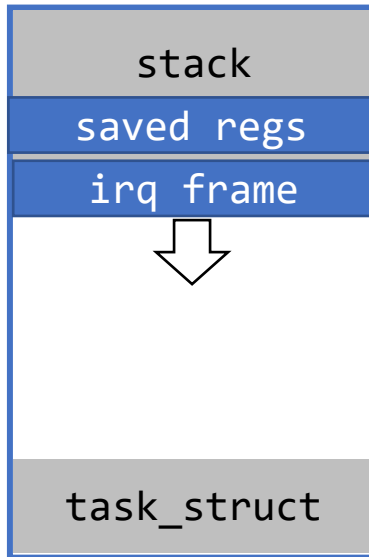 stack
saved regs
irq frame
task_struct